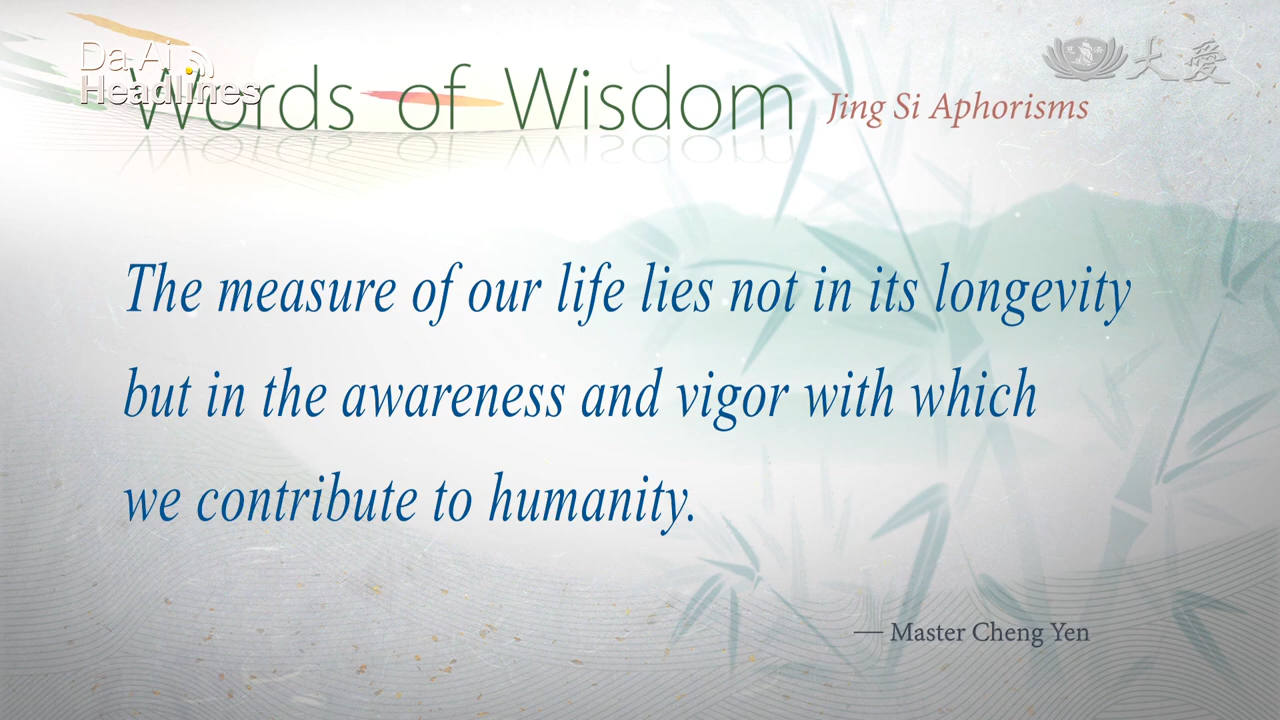 Da Ai
Headlines
Words of Wisdom
Jing Si Aphorisms
大愛
The measure of our life lies not in its longevity
but in the awareness and vigor with which
we contribute to humanity.
— Master Cheng Yen